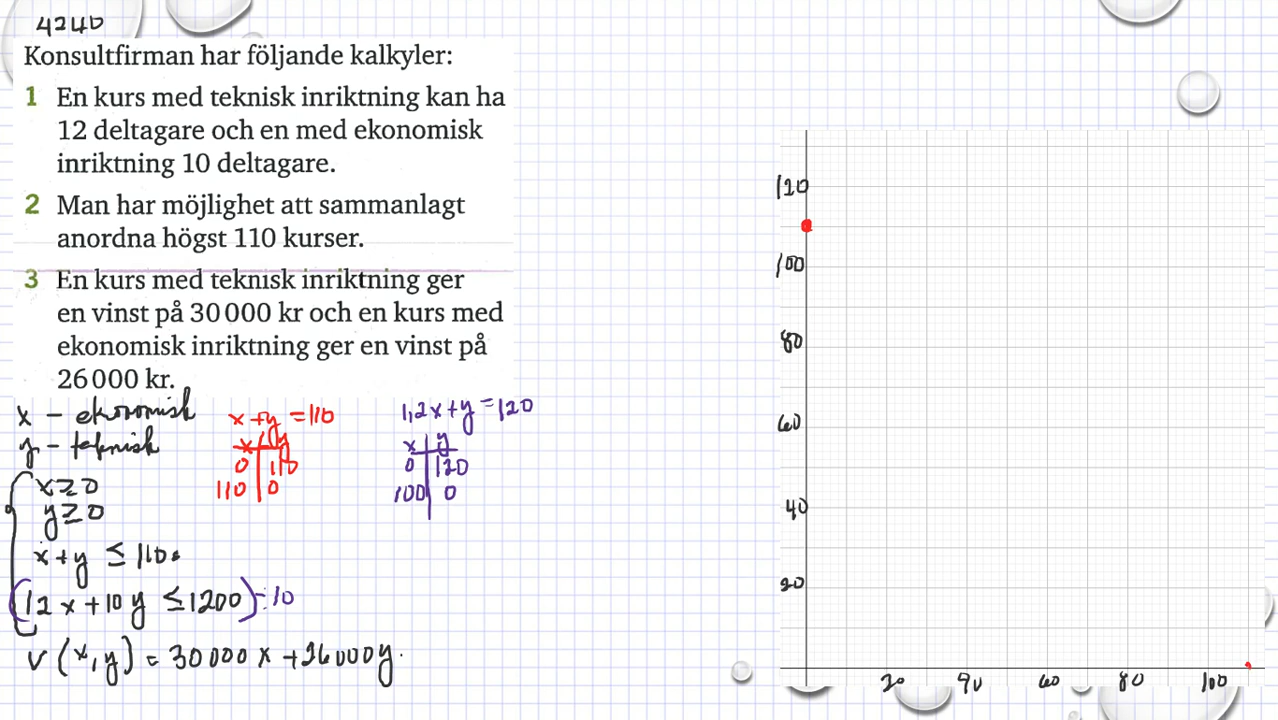 4240
Konsultfirman har följande kalkyler:
1 En kurs med teknisk inriktning kan ha
12 deltagare och en med ekonomisk
inriktning 10 deltagare.
2 Man har möjlighet att sammanlagt
anordna högst 110 kurser.
3 En kurs med teknisk inriktning ger
en vinst på 30 000 kr och en kurs med
ekonomisk inriktning ger en vinst på
26 000 kr.
x – ekonomisk
y – teknisk
x ≥ 0
y ≥ 0
x + y ≤ 110
(12x + 10y ≤ 1200) ÷ 10
V(x,y) = 30 000 x + 26 000 y
x + y = 110
x | y
0 | 110
110 | 0
1,2x + y = 120
x | y
0 | 120
100 | 0
120
100
80
60
40
20
20 40 60 80 100